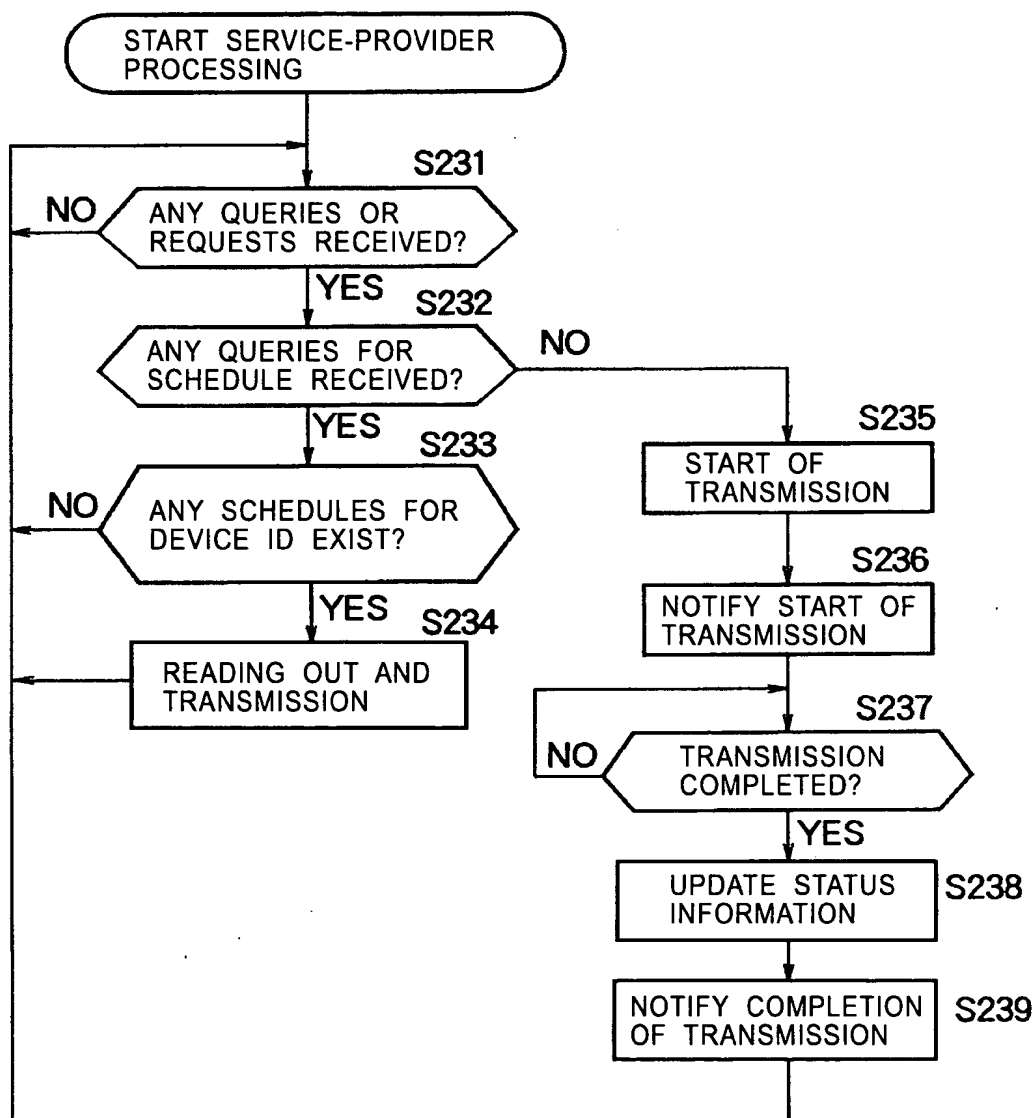 START SERVICE-PROVIDER
PROCESSING
S231
NO
ANY QUERIES OR
REQUESTS RECEIVED?
YES
S232
ANY QUERIES FOR
SCHEDULE RECEIVED?
NO
YES
S233
NO
ANY SCHEDULES FOR
DEVICE ID EXIST?
YES
S234
READING OUT AND
TRANSMISSION
S235
START OF
TRANSMISSION
S236
NOTIFY START OF
TRANSMISSION
S237
NO
TRANSMISSION
COMPLETED?
YES
UPDATE STATUS
INFORMATION
S238
NOTIFY COMPLETION
OF TRANSMISSION
S239